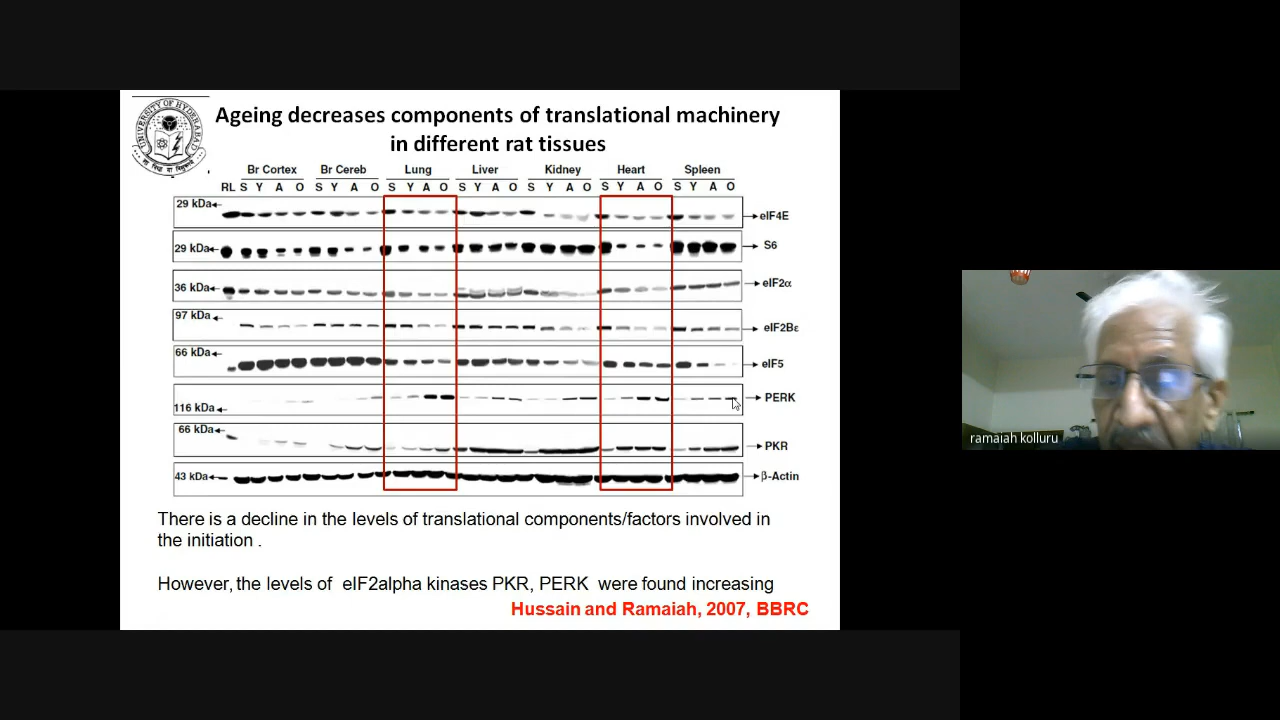 UNIVERSITY OF HYDERABAD
Ageing decreases components of translational machinery
in different rat tissues
Br Cortex Br Cereb Lung Liver Kidney Heart Spleen
RL S Y A O S Y A O S Y A O S Y A O S Y A O S Y A O S Y A O
29 kDa eIF4E
29 kDa S6
36 kDa eIF2α
97 kDa eIF2Bε
66 kDa eIF5
116 kDa PERK
66 kDa PKR
43 kDa β-Actin
There is a decline in the levels of translational components/factors involved in
the initiation .
However, the levels of eIF2alpha kinases PKR, PERK were found increasing
Hussain and Ramaiah, 2007, BBRC
ramaiah kolluru